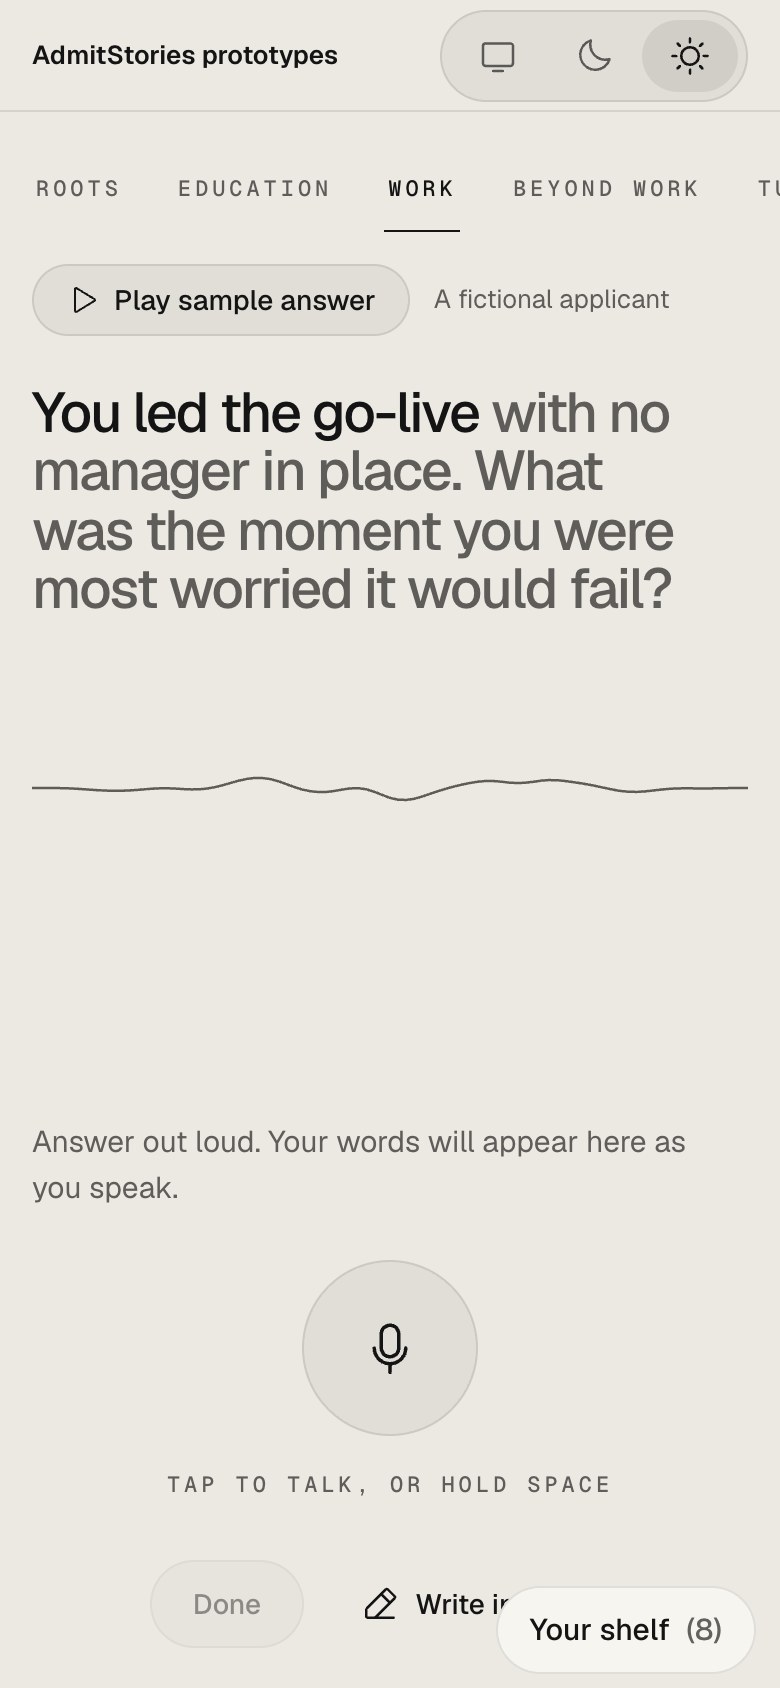 AdmitStories prototypes
ROOTS EDUCATION WORK BEYOND WORK
Play sample answer A fictional applicant
You led the go-live with no
manager in place. What
was the moment you were
most worried it would fail?
Answer out loud. Your words will appear here as
you speak.
TAP TO TALK, OR HOLD SPACE
Done Write
Your shelf (8)